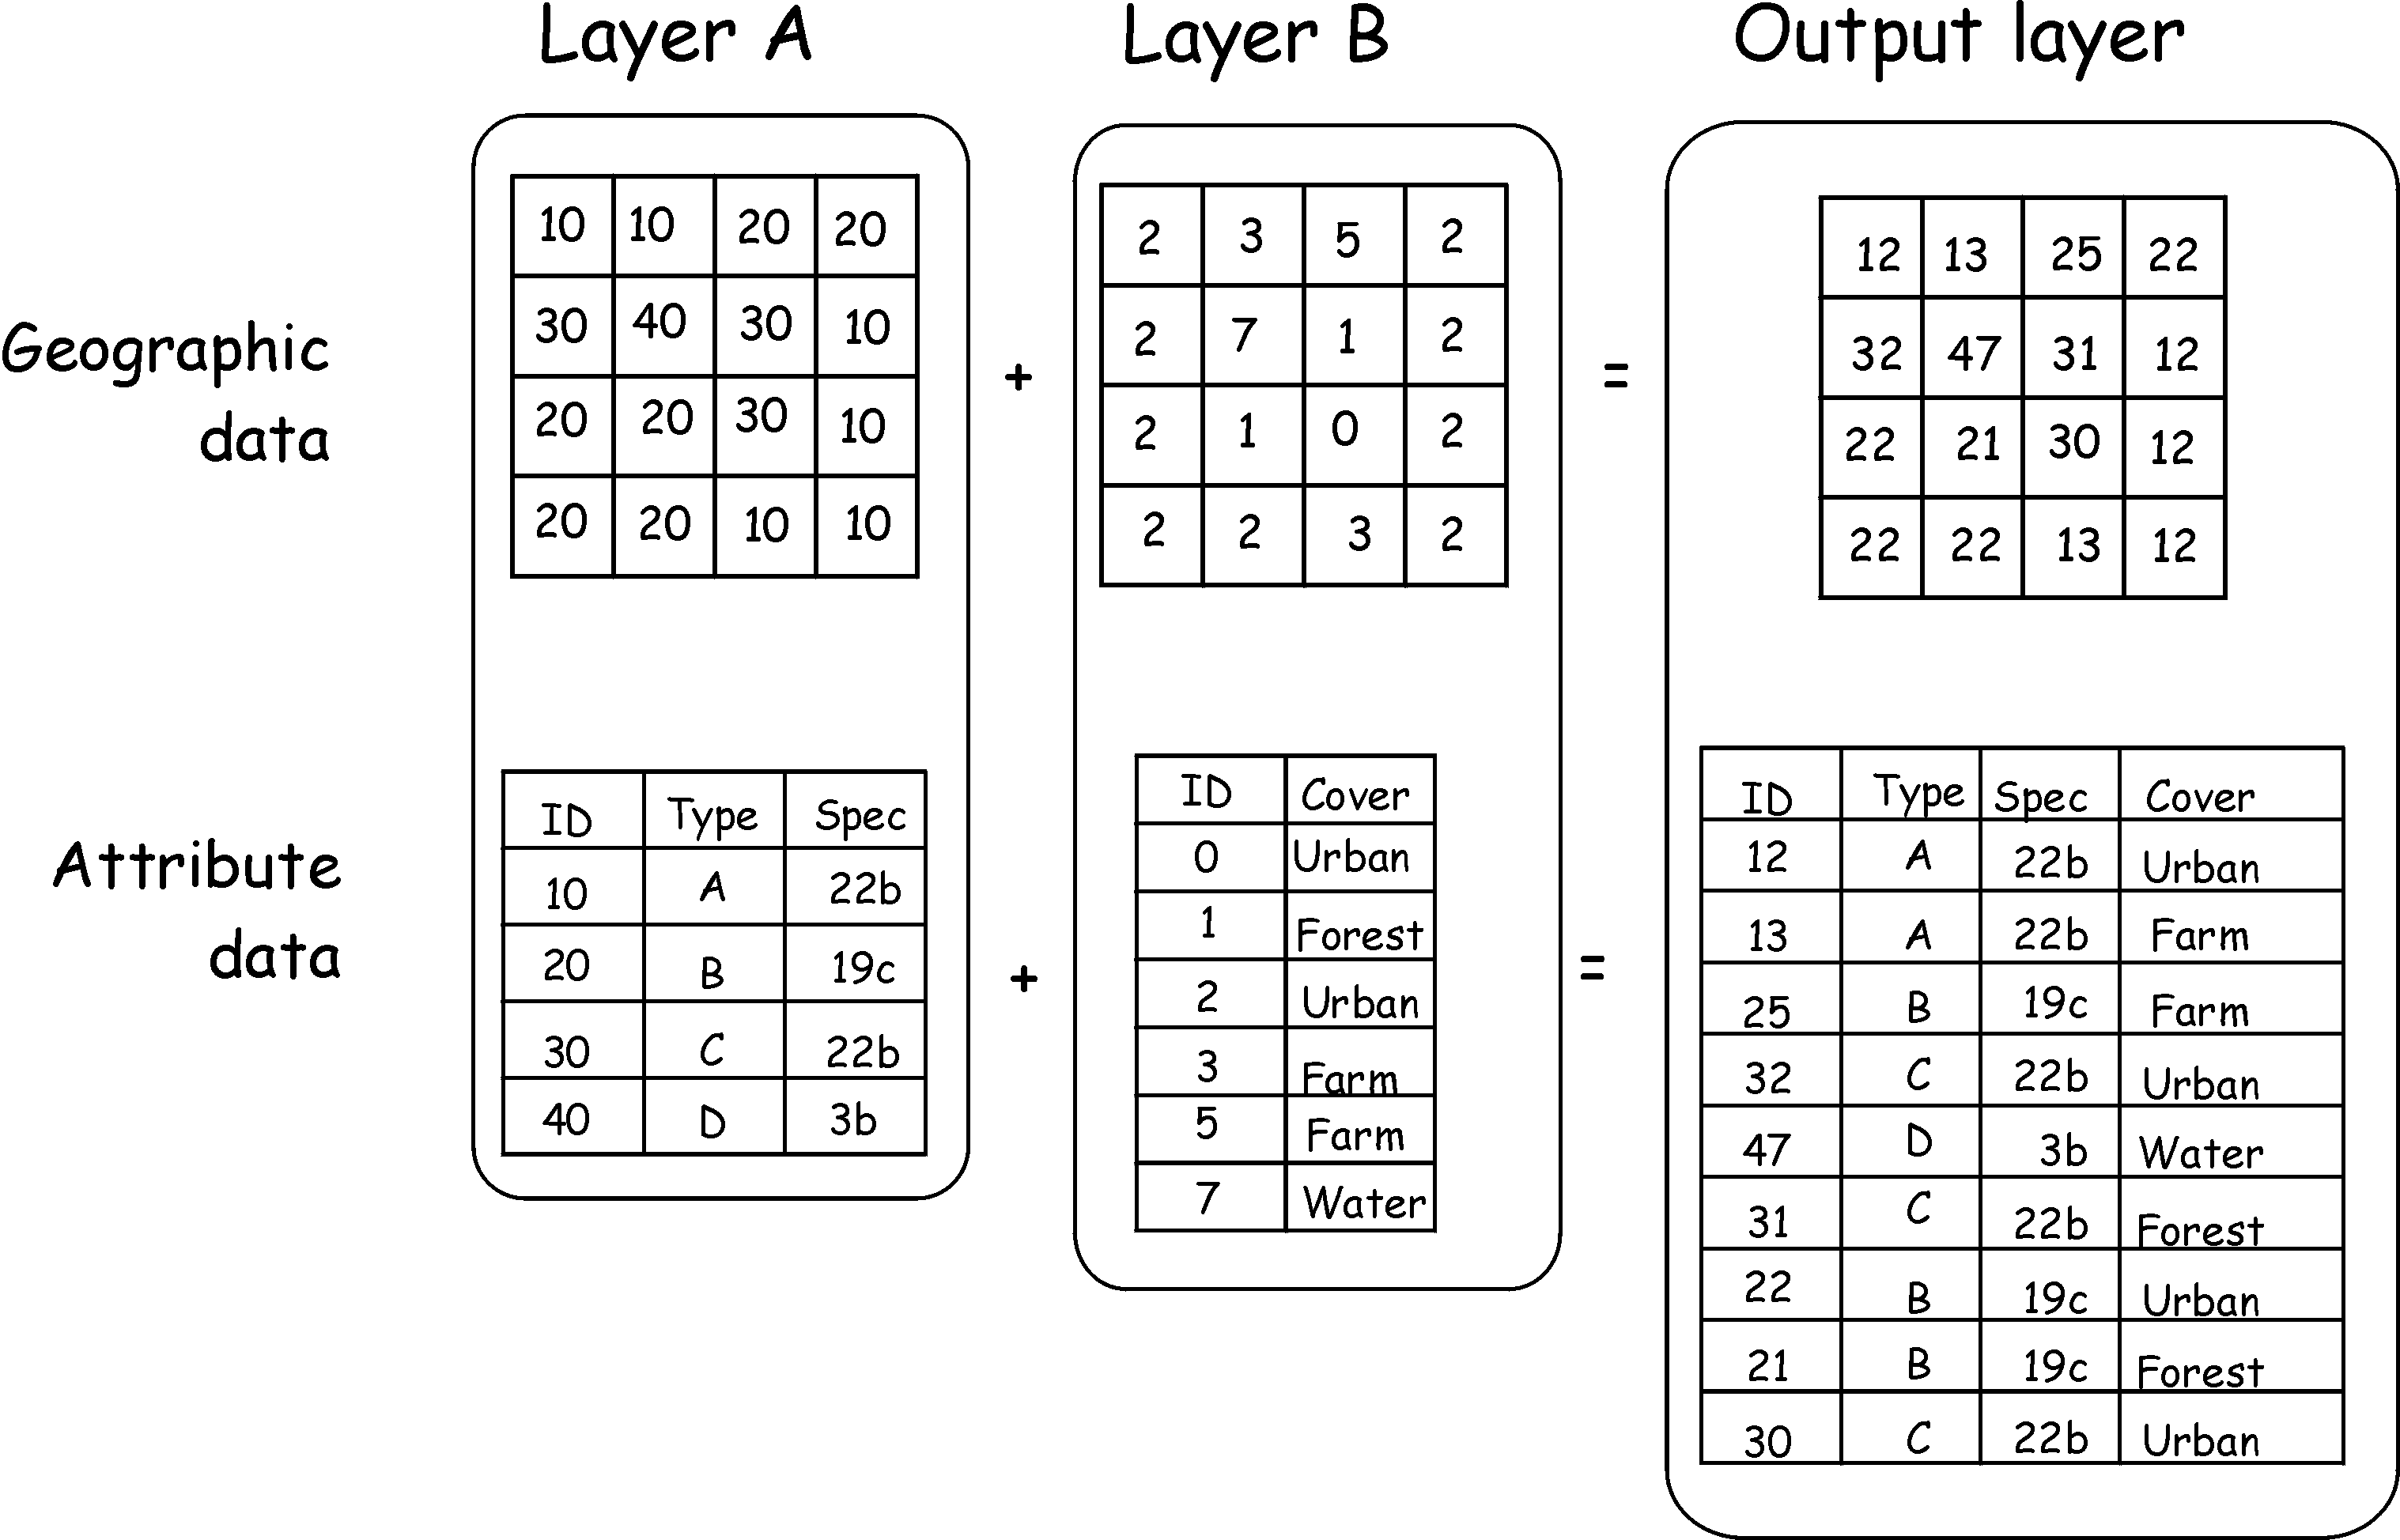 Layer A Layer B Output layer
10 10 20 20 2 3 5 2 12 13 25 22
Geographic data
30 40 30 10 + 2 7 1 2 = 32 47 31 12
20 20 30 10 2 1 0 2 22 21 30 12
20 20 10 10 2 2 3 2 22 22 13 12
Attribute data
ID Type Spec
10 A 22b
20 B 19c
30 C 22b
40 D 3b
+
ID Cover
0 Urban
1 Forest
2 Urban
3 Farm
5 Farm
7 Water
=
ID Type Spec Cover
12 A 22b Urban
13 A 22b Farm
25 B 19c Farm
32 C 22b Urban
47 D 3b Water
31 C 22b Forest
22 B 19c Urban
21 B 19c Forest
30 C 22b Urban